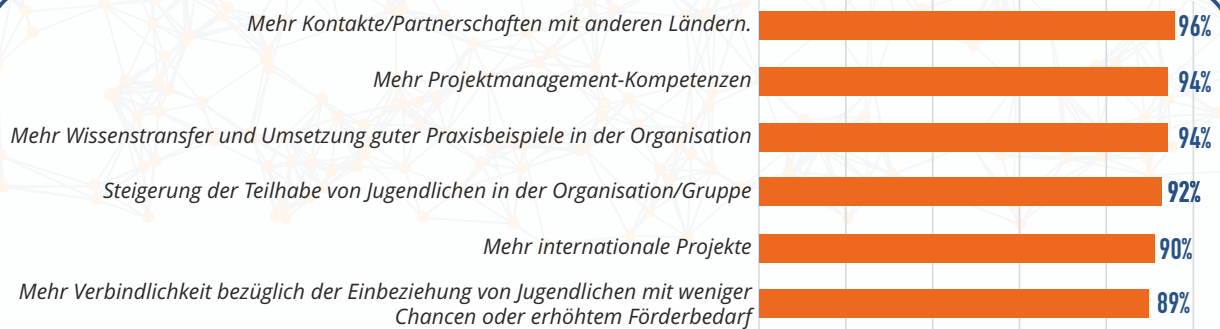 Mehr Kontakte/Partnerschaften mit anderen Ländern. 96%
Mehr Projektmanagement-Kompetenzen 94%
Mehr Wissenstransfer und Umsetzung guter Praxisbeispiele in der Organisation 94%
Steigerung der Teilhabe von Jugendlichen in der Organisation/Gruppe 92%
Mehr internationale Projekte 90%
Mehr Verbindlichkeit bezüglich der Einbeziehung von Jugendlichen mit weniger
Chancen oder erhöhtem Förderbedarf 89%